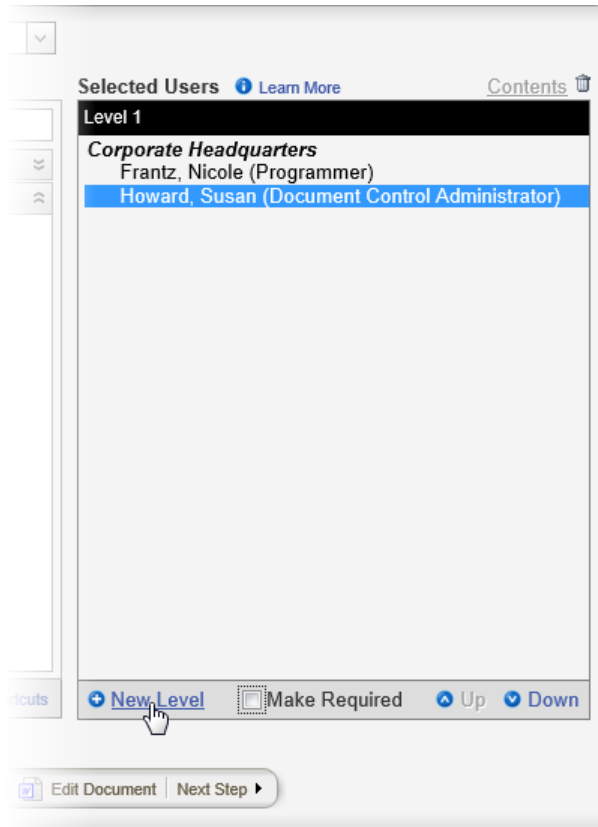 Selected Users Learn More Contents
Level 1
Corporate Headquarters
Frantz, Nicole (Programmer)
Howard, Susan (Document Control Administrator)
New Level Make Required Up Down
Edit Document Next Step